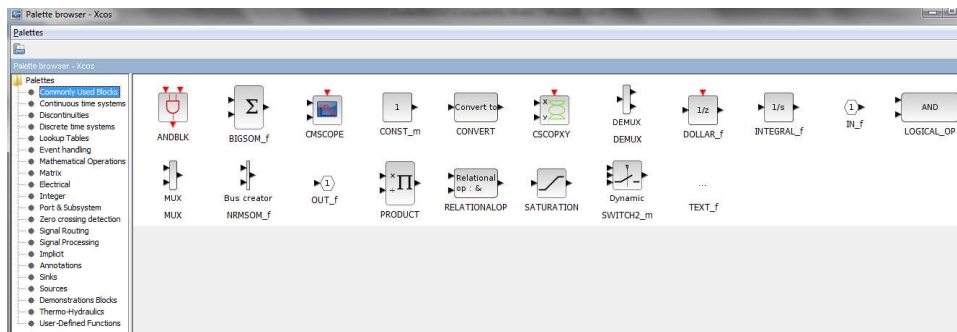 Palette browser - Xcos
Palettes
Palette browser - Xcos
Palettes
Commonly Used Blocks
Continuous time systems
Discontinuities
Discrete time systems
Lookup Tables
Event handling
Mathematical Operations
Matrix
Electrical
Integer
Port & Subsystem
Zero crossing detection
Signal Routing
Signal Processing
Implicit
Annotations
Sinks
Sources
Demonstrations Blocks
Thermo-Hydraulics
User-Defined Functions
Σ 1 Convert to x y DEMUX 1/z 1/s 1 AND
ANDBLK BIGSOM_f CMSCOPE CONST_m CONVERT CSCOPXY DEMUX DOLLAR_f INTEGRAL_f IN_f LOGICAL_OP
MUX Bus creator 1 × ÷ Π Relational op : & Dynamic ...
MUX NRMSOM_f OUT_f PRODUCT RELATIONALOP SATURATION SWITCH2_m TEXT_f